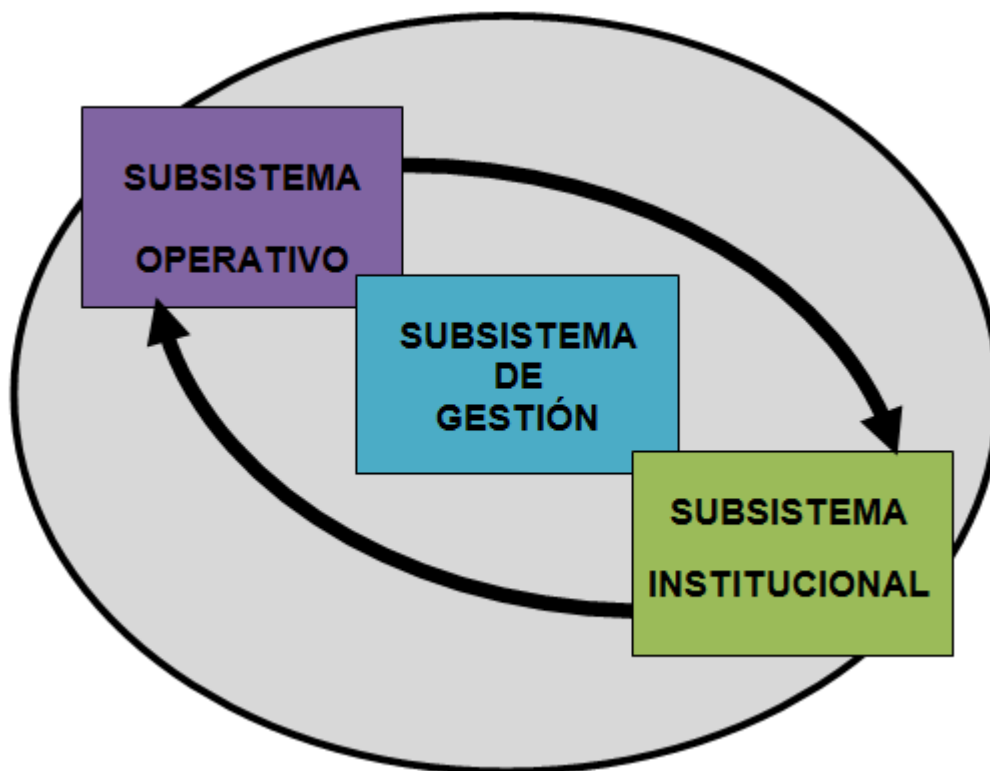 SUBSISTEMA
OPERATIVO
SUBSISTEMA
DE
GESTIÓN
SUBSISTEMA
INSTITUCIONAL